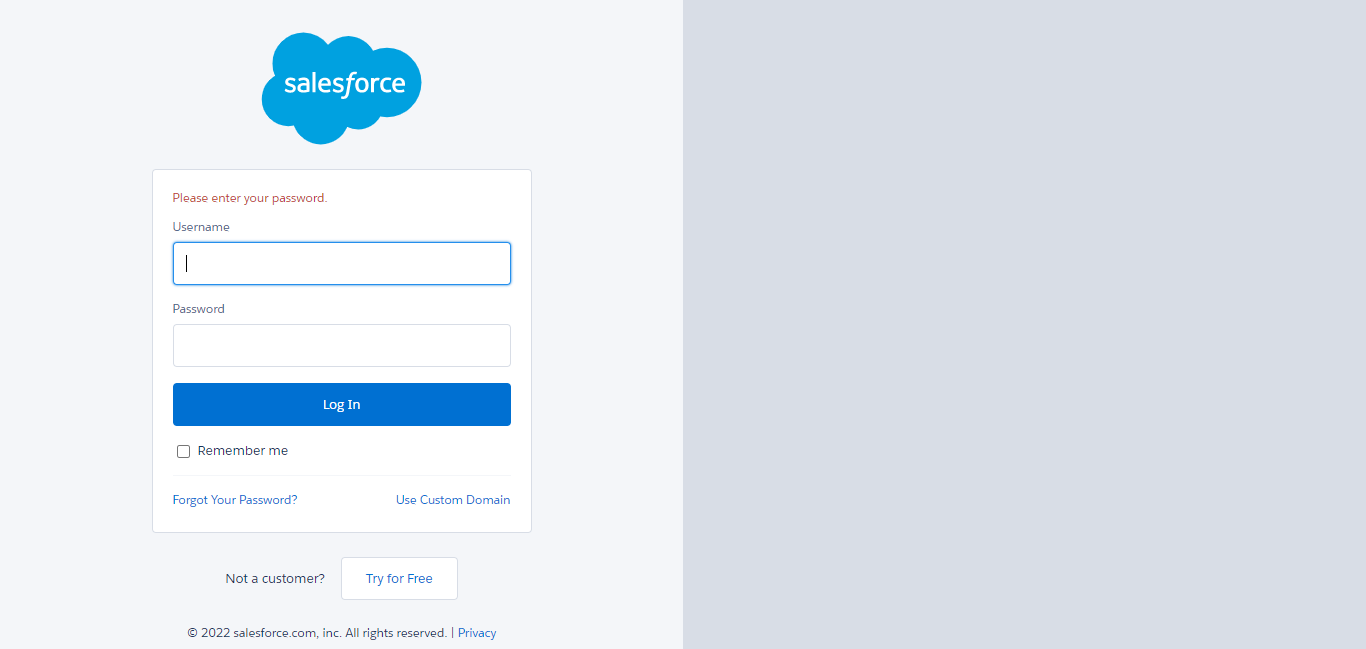 salesforce
Please enter your password.
Username
Password
Log In
Remember me
Forgot Your Password? Use Custom Domain
Not a customer? Try for Free
© 2022 salesforce.com, inc. All rights reserved. | Privacy